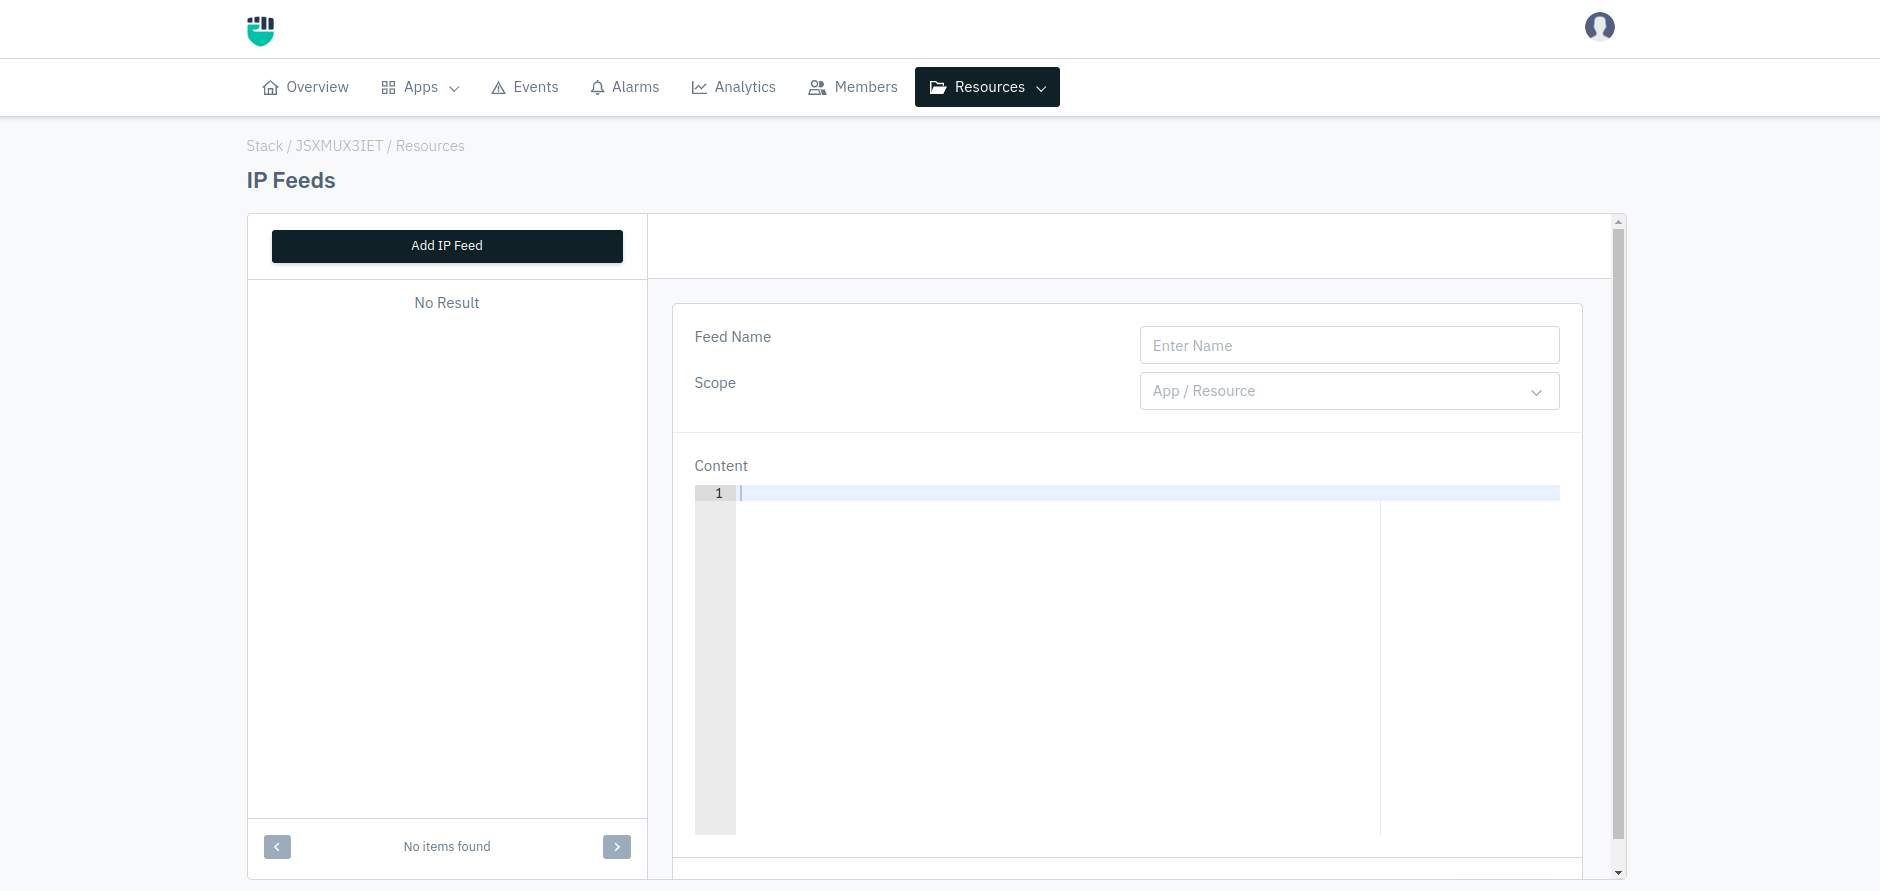 Overview Apps Events Alarms Analytics Members Resources
Stack / JSXMUX3IET / Resources
IP Feeds
Add IP Feed
No Result
Feed Name Enter Name
Scope App / Resource
Content
1
No items found